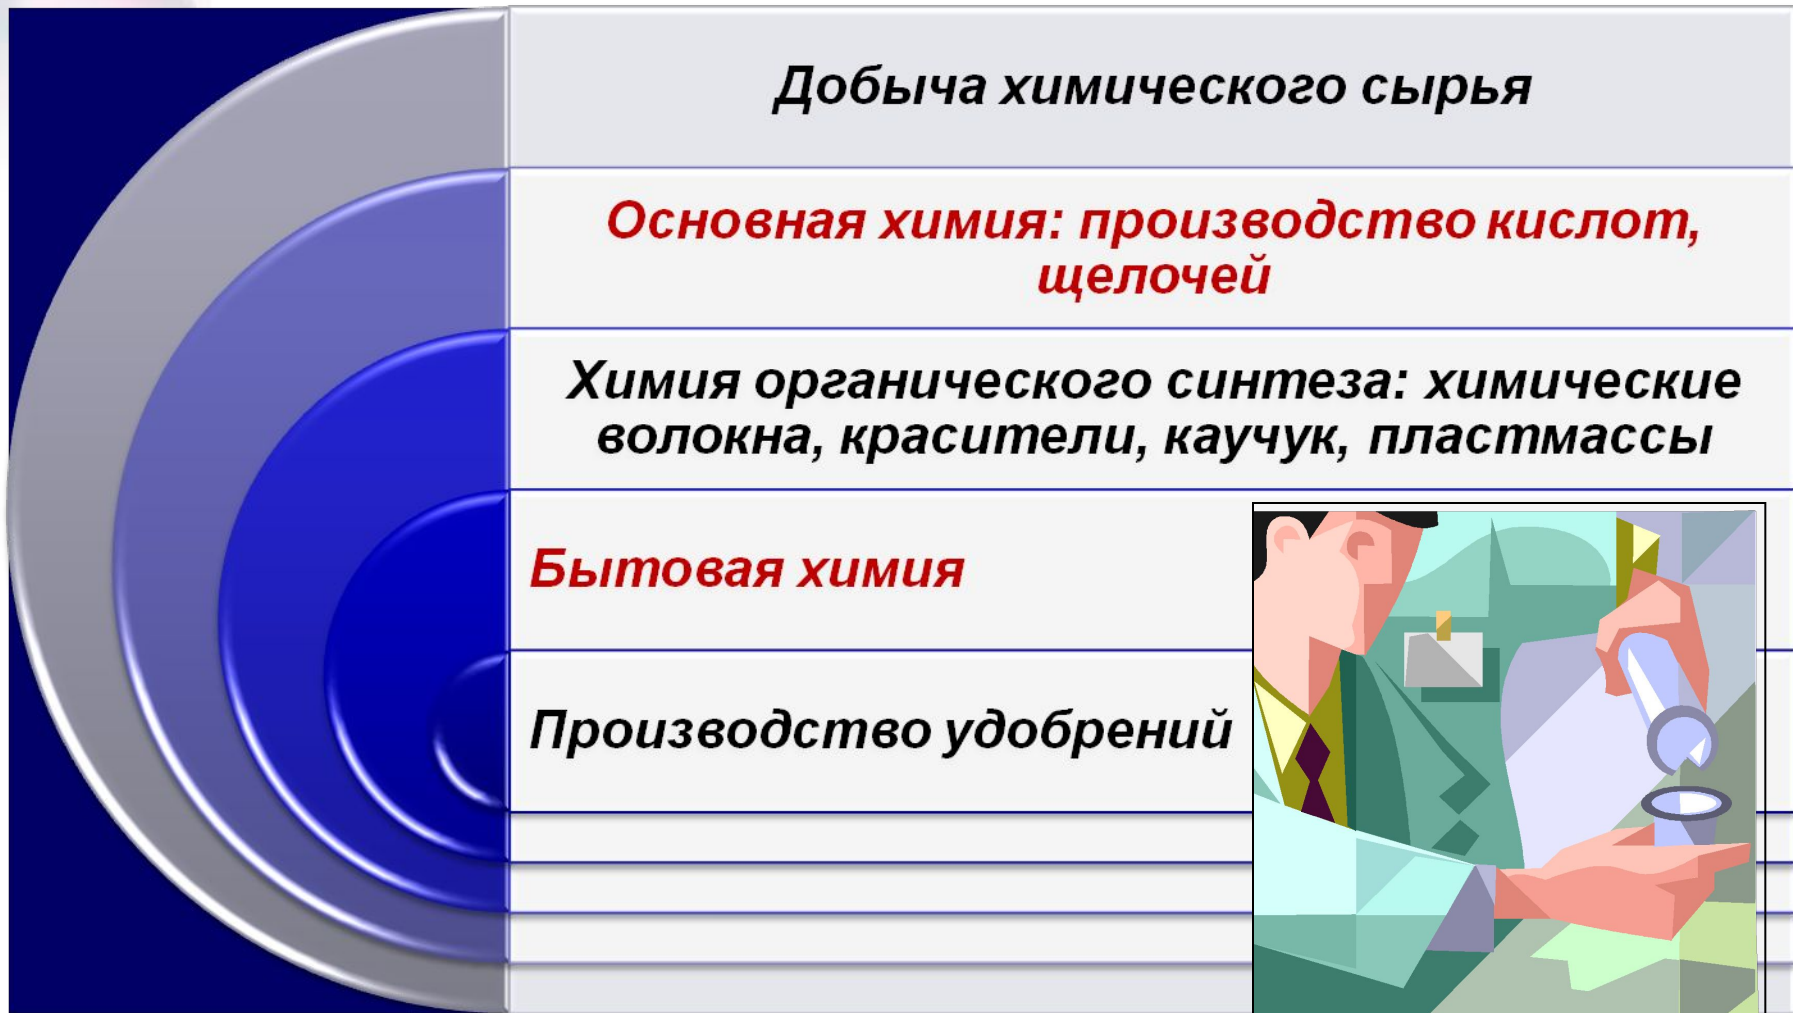 Добыча химического сырья
Основная химия: производство кислот,
щелочей
Химия органического синтеза: химические
волокна, красители, каучук, пластмассы
Бытовая химия
Производство удобрений